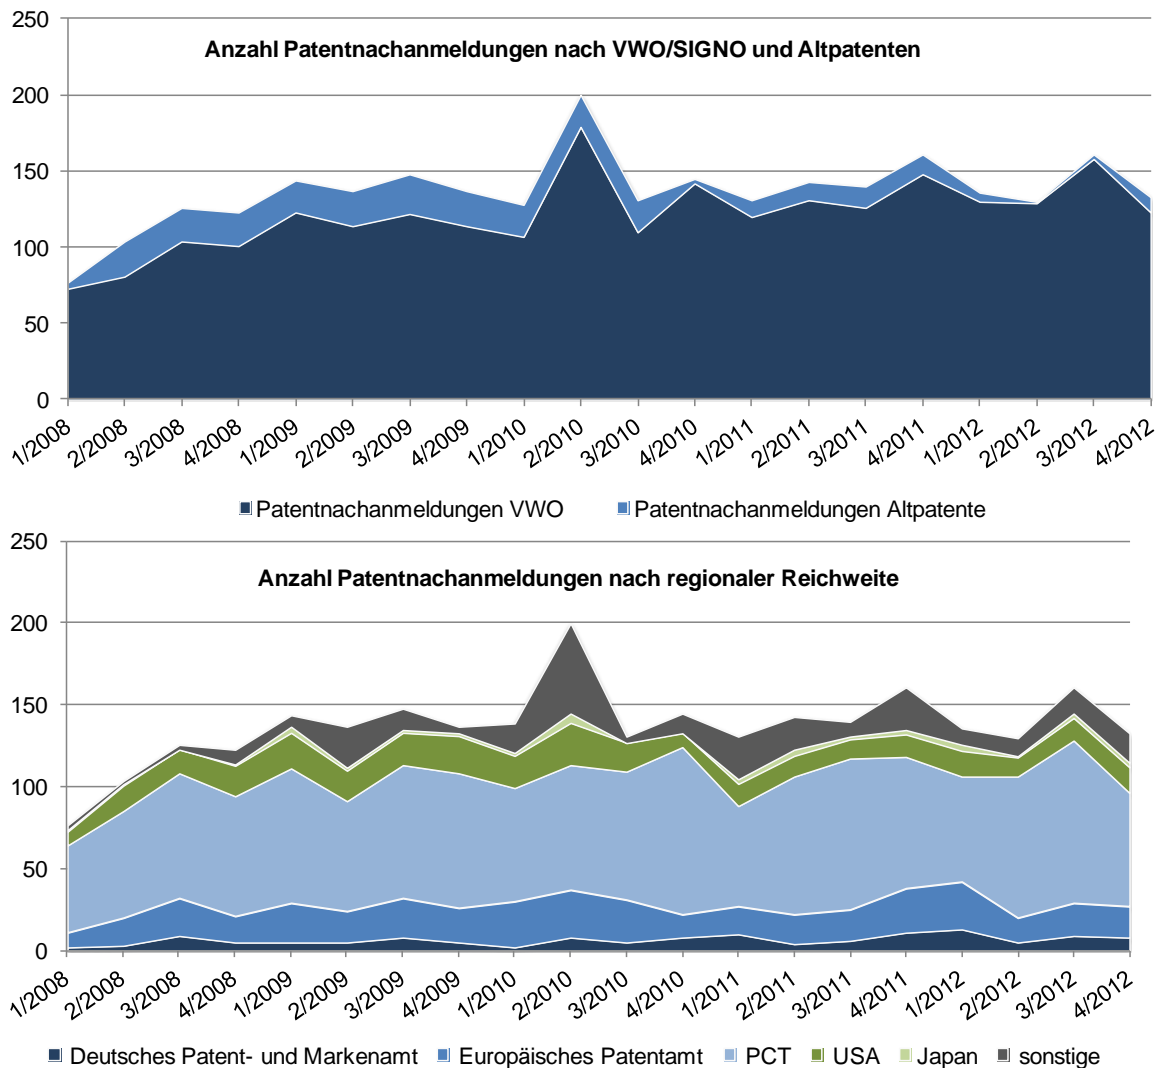 Anzahl Patentnachanmeldungen nach VWO/SIGNO und Altpatenten
250
200
150
100
50
0
1/2008 2/2008 3/2008 4/2008 1/2009 2/2009 3/2009 4/2009 1/2010 2/2010 3/2010 4/2010 1/2011 2/2011 3/2011 4/2011 1/2012 2/2012 3/2012 4/2012
Patentnachanmeldungen VWO Patentnachanmeldungen Altpatente
Anzahl Patentnachanmeldungen nach regionaler Reichweite
250
200
150
100
50
0
1/2008 2/2008 3/2008 4/2008 1/2009 2/2009 3/2009 4/2009 1/2010 2/2010 3/2010 4/2010 1/2011 2/2011 3/2011 4/2011 1/2012 2/2012 3/2012 4/2012
Deutsches Patent- und Markenamt Europäisches Patentamt PCT USA Japan sonstige